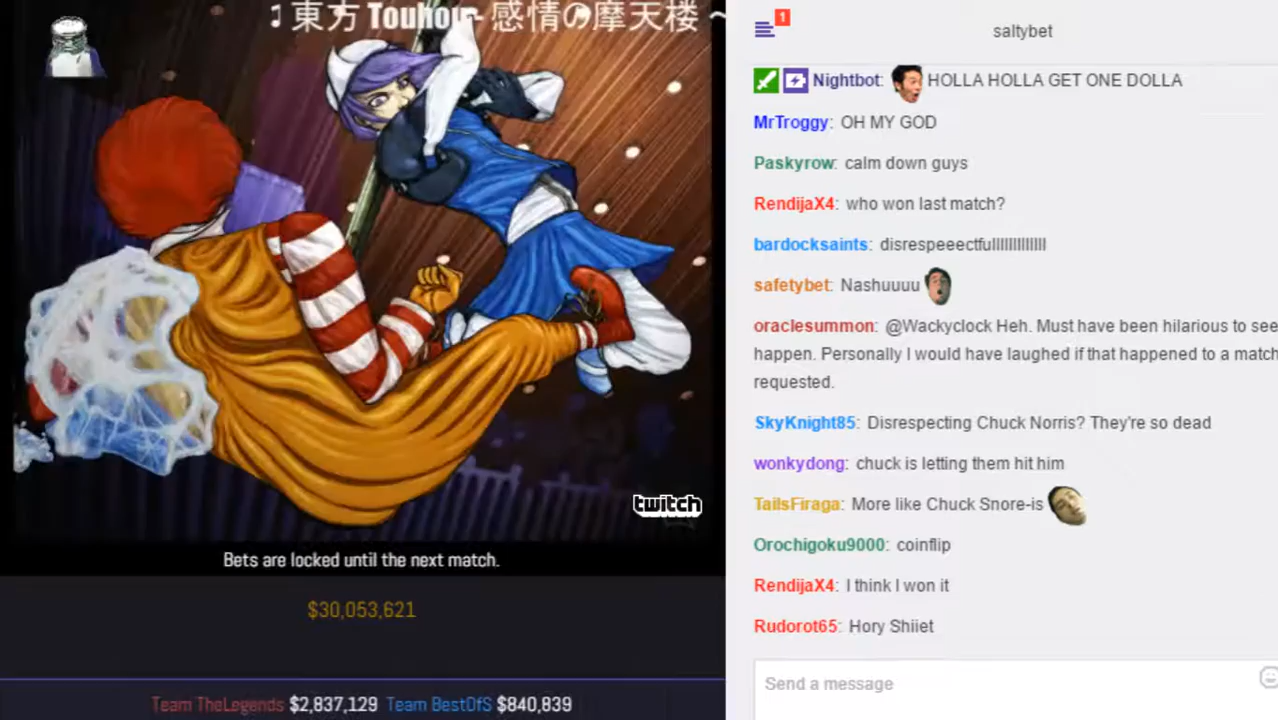 東方 Touhou - 感情の摩天楼 ～
twitch
Bets are locked until the next match.
$30,053,621
Team TheLegends $2,837,129 Team BestOfS $840,839
1
saltybet
Nightbot: HOLLA HOLLA GET ONE DOLLA
MrTroggy: OH MY GOD
Paskyrow: calm down guys
RendijaX4: who won last match?
bardocksaints: disrespeeectfulllllllllllll
safetybet: Nashuuuu
oraclesummon: @Wackyclock Heh. Must have been hilarious to see
happen. Personally I would have laughed if that happened to a match
requested.
SkyKnight85: Disrespecting Chuck Norris? They're so dead
wonkydong: chuck is letting them hit him
TailsFiraga: More like Chuck Snore-is
Orochigoku9000: coinflip
RendijaX4: I think I won it
Rudorot65: Hory Shiiet
Send a message